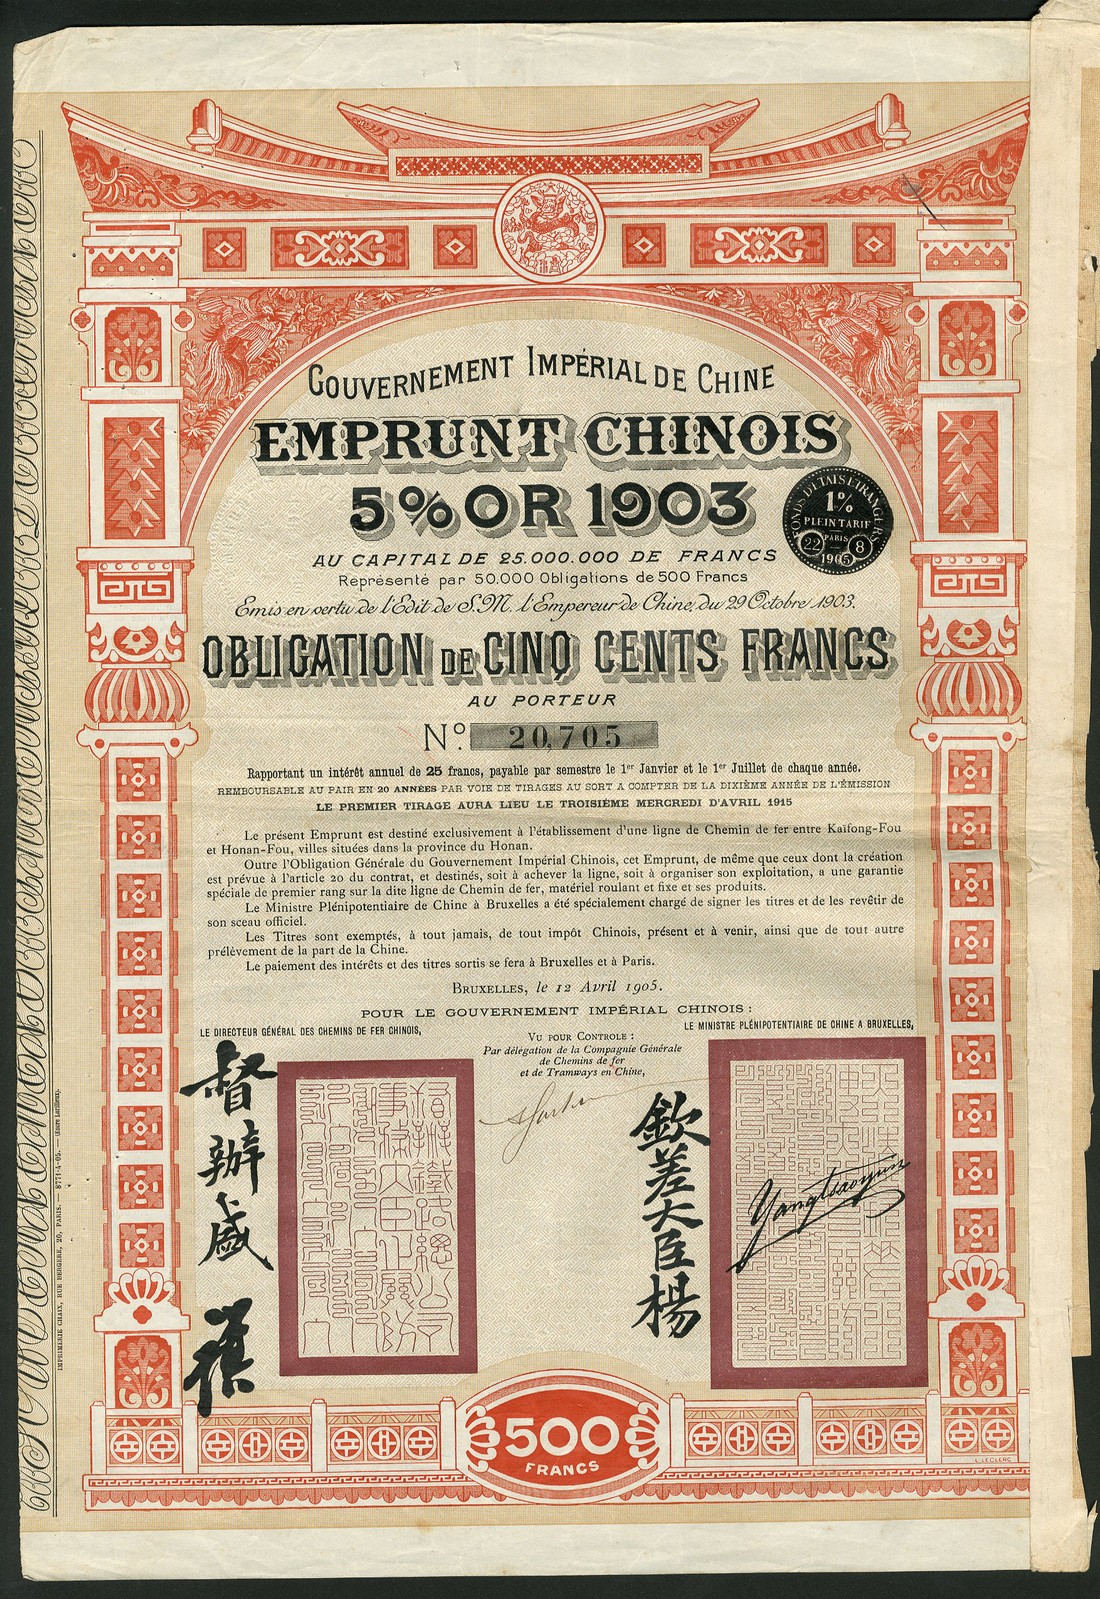 GOUVERNEMENT IMPÉRIAL DE CHINE
EMPRUNT CHINOIS
5% OR 1903
AU CAPITAL DE 25.000.000 DE FRANCS
Représenté par 50.000 Obligations de 500 Francs
Emis en vertu de l'Edit de S.M. l'Empereur de Chine, du 29 Octobre 1903.
FONDS D'ETATS ETRANGERS
1%
PLEIN TARIF
PARIS
22 8
1905
OBLIGATION DE CINQ CENTS FRANCS
AU PORTEUR
No. 20,705
Rapportant un intérêt annuel de 25 francs, payable par semestre le 1er Janvier et le 1er Juillet de chaque année.
REMBOURSABLE AU PAIR EN 20 ANNÉES PAR VOIE DE TIRAGES AU SORT A COMPTER DE LA DIXIÈME ANNÉE DE L'ÉMISSION
LE PREMIER TIRAGE AURA LIEU LE TROISIÈME MERCREDI D'AVRIL 1915
Le présent Emprunt est destiné exclusivement à l'établissement d'une ligne de Chemin de fer entre Kaïfong-Fou
et Honan-Fou, villes situées dans la province du Honan.
Outre l'Obligation Générale du Gouvernement Impérial Chinois, cet Emprunt, de même que ceux dont la création
est prévue à l'article 20 du contrat, et destinés, soit à achever la ligne, soit à organiser son exploitation, a une garantie
spéciale de premier rang sur la dite ligne de Chemin de fer, matériel roulant et fixe et ses produits.
Le Ministre Plénipotentiaire de Chine à Bruxelles a été spécialement chargé de signer les titres et de les revêtir de
son sceau officiel.
Les Titres sont exemptés, à tout jamais, de tout impôt Chinois, présent et à venir, ainsi que de tout autre
prélèvement de la part de la Chine.
Le paiement des intérêts et des titres sortis se fera à Bruxelles et à Paris.
BRUXELLES, le 12 Avril 1905.
POUR LE GOUVERNEMENT IMPÉRIAL CHINOIS :
LE DIRECTEUR GÉNÉRAL DES CHEMINS DE FER CHINOIS,
LE MINISTRE PLÉNIPOTENTIAIRE DE CHINE A BRUXELLES,
VU POUR CONTROLE :
Par délégation de la Compagnie Générale
de Chemins de fer
et de Tramways en Chine,
督辦盛
欽差大臣楊
Yangtsaoyun
500
FRANCS
L. LECLERC
IMPRIMERIE CHAIX, RUE BERGÈRE, 20, PARIS. — 8771-4-05. — (Encre Lorilleux).